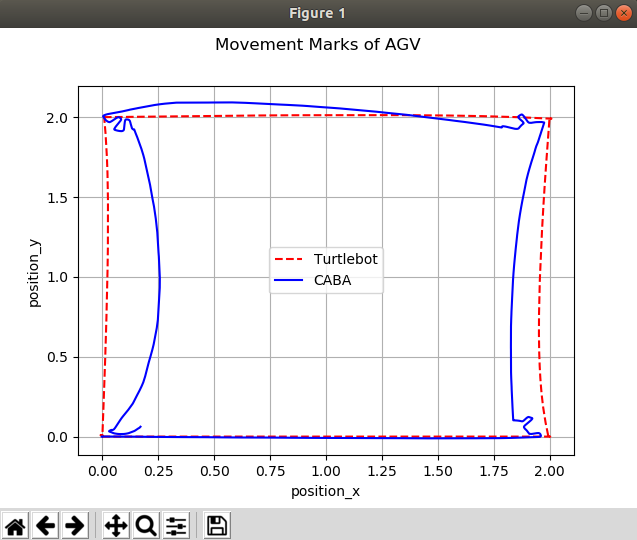 Figure 1
Movement Marks of AGV
2.0
1.5
1.0
0.5
0.0
position_y
Turtlebot
CABA
0.00 0.25 0.50 0.75 1.00 1.25 1.50 1.75 2.00
position_x